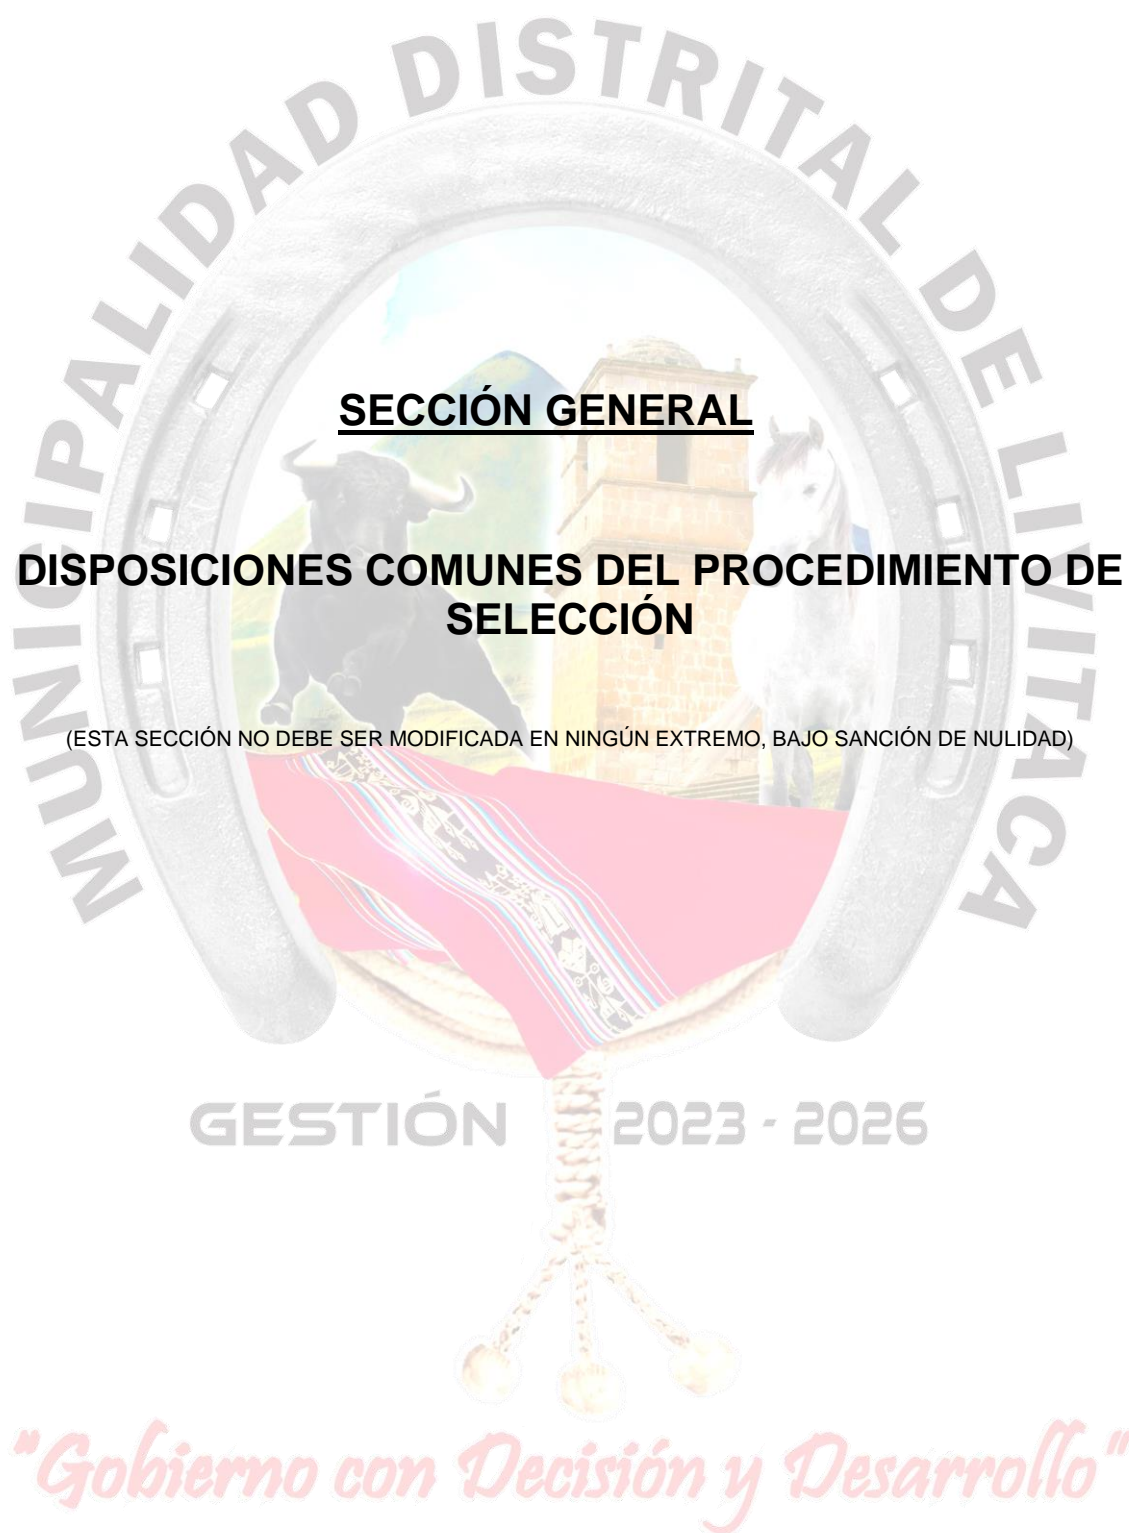 MUNICIPALIDAD DISTRITAL DE LIVITACA
SECCIÓN GENERAL
DISPOSICIONES COMUNES DEL PROCEDIMIENTO DE
SELECCIÓN
(ESTA SECCIÓN NO DEBE SER MODIFICADA EN NINGÚN EXTREMO, BAJO SANCIÓN DE NULIDAD)
GESTIÓN 2023 - 2026
"Gobierno con Decisión y Desarrollo"